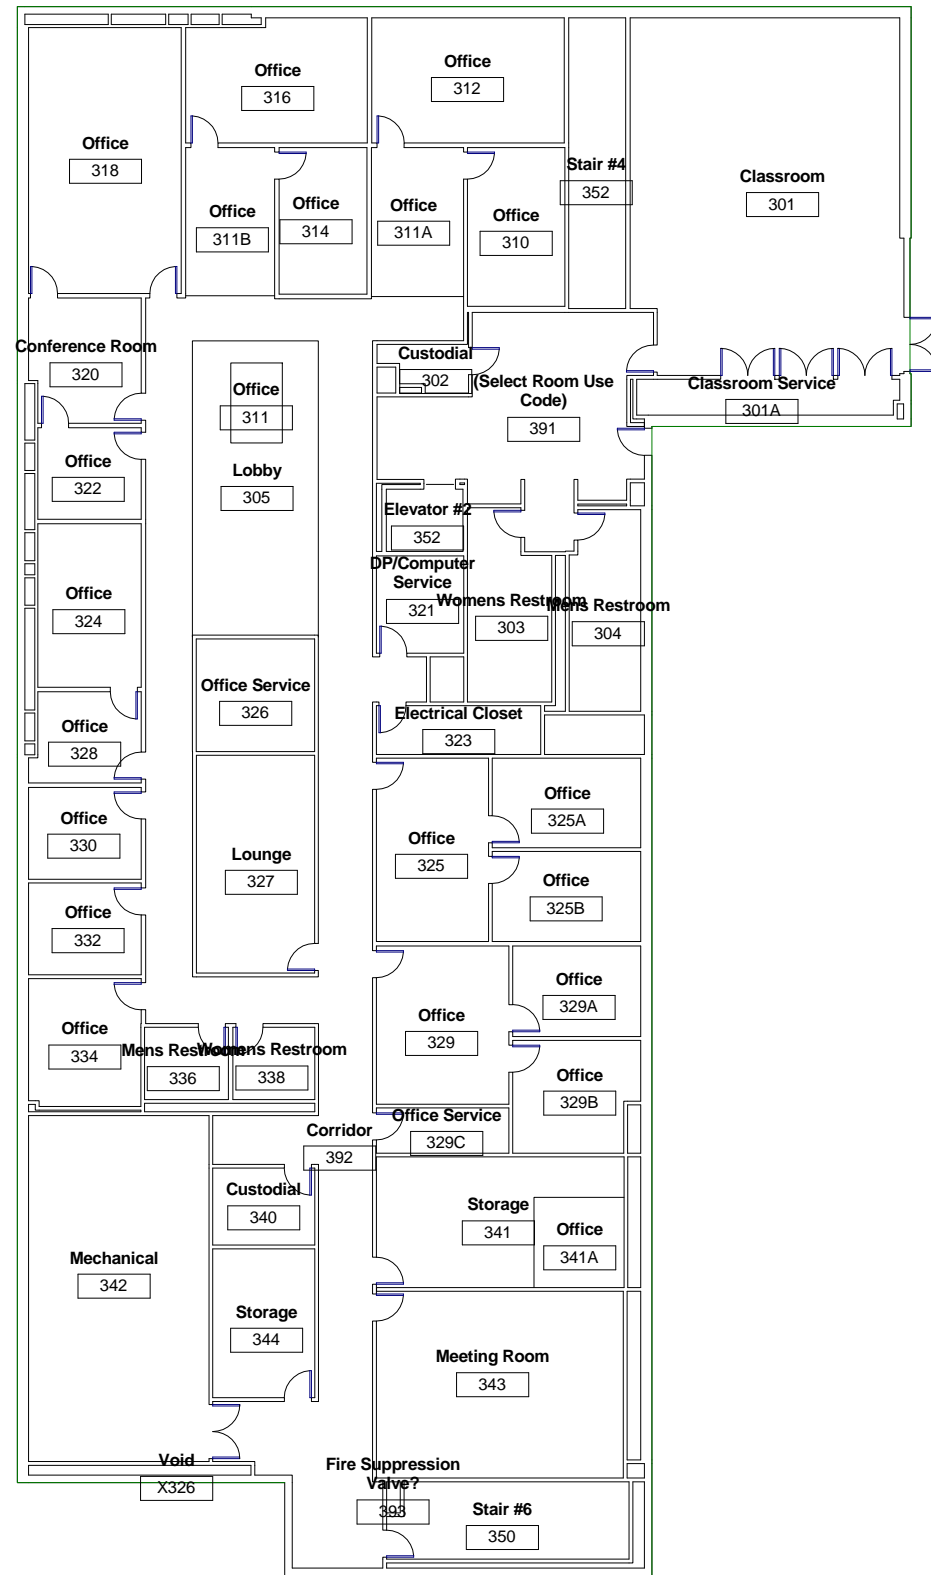 Office
316
Office
312
Office
318
Stair #4
352
Classroom
301
Office
311B
Office
314
Office
311A
Office
310
Conference Room
320
Custodial
302
(Select Room Use
Code)
391
Classroom Service
301A
Office
311
Lobby
305
Office
322
Elevator #2
352
DP/Computer
Service
321
Womens Restroom
303
Mens Restroom
304
Office
324
Office Service
326
Office
328
Electrical Closet
323
Office
330
Lounge
327
Office
325
Office
325A
Office
325B
Office
332
Office
334
Mens Restroom
336
Womens Restroom
338
Office
329
Office
329A
Office
329B
Office Service
329C
Corridor
392
Custodial
340
Storage
341
Office
341A
Mechanical
342
Storage
344
Meeting Room
343
Void
X326
Fire Suppression
Valve?
393
Stair #6
350